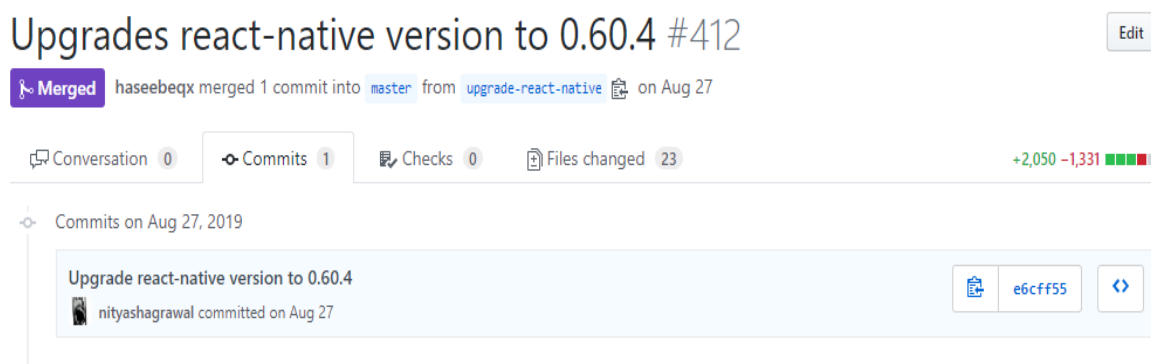 Upgrades react-native version to 0.60.4 #412
Edit
Merged haseebeqx merged 1 commit into master from upgrade-react-native on Aug 27
Conversation 0 Commits 1 Checks 0 Files changed 23 +2,050 −1,331
Commits on Aug 27, 2019
Upgrade react-native version to 0.60.4
nityashagrawal committed on Aug 27
e6cff55